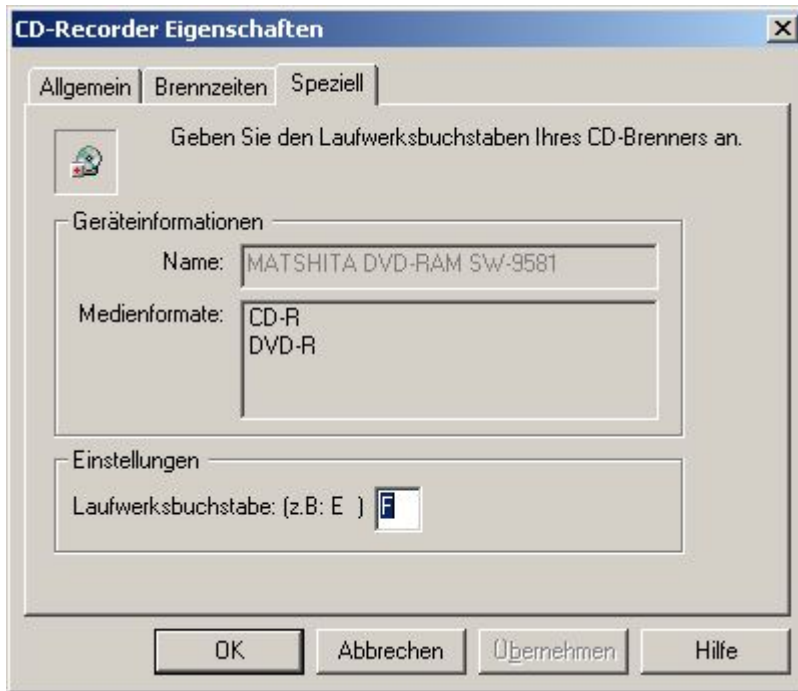 CD-Recorder Eigenschaften
Allgemein Brennzeiten Speziell
Geben Sie den Laufwerksbuchstaben Ihres CD-Brenners an.
Geräteinformationen
Name: MATSHITA DVD-RAM SW-9581
Medienformate: CD-R
DVD-R
Einstellungen
Laufwerksbuchstabe: (z.B: E ) F
OK Abbrechen Übernehmen Hilfe